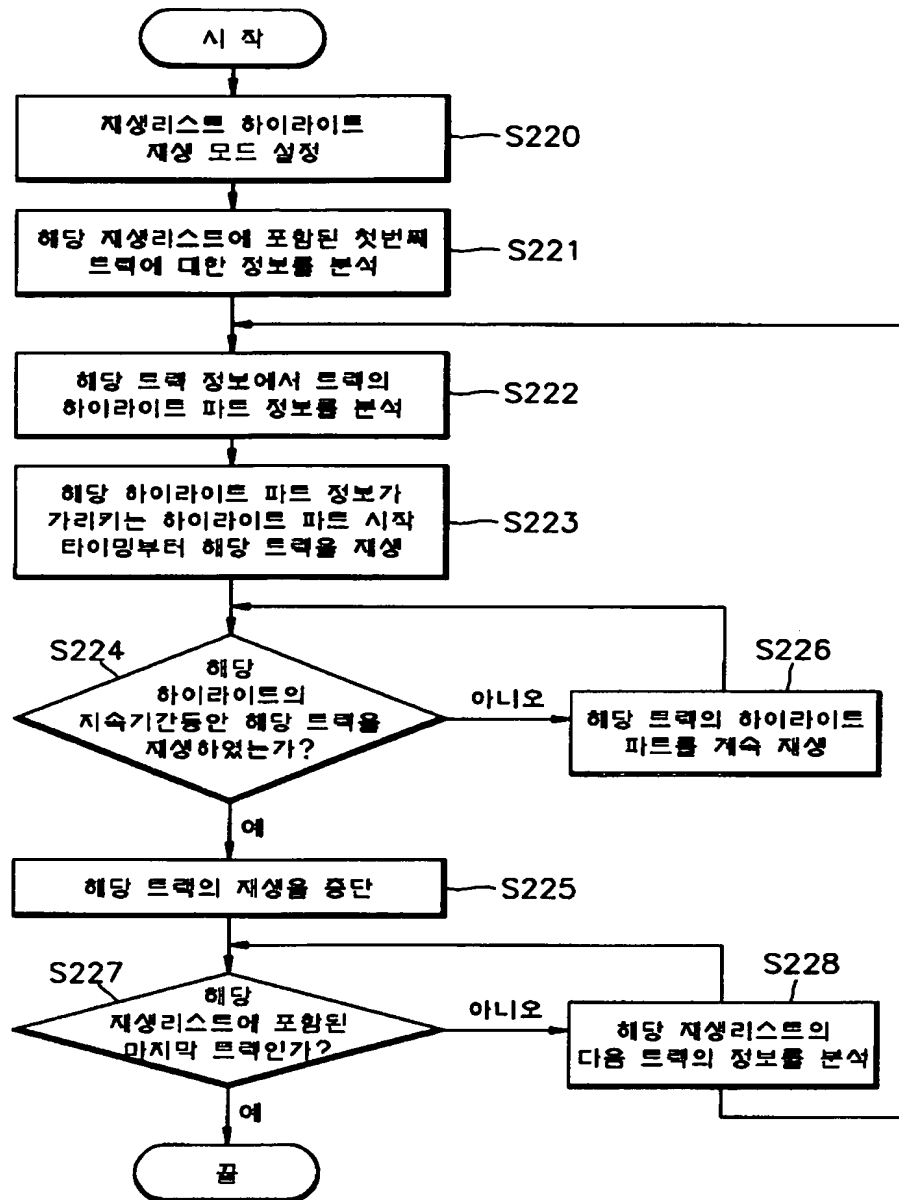 시 작
재생리스트 하이라이트
재생 모드 설정
S220
해당 재생리스트에 포함된 첫번째
트랙에 대한 정보를 분석
S221
해당 트랙 정보에서 트랙의
하이라이트 파트 정보를 분석
S222
해당 하이라이트 파트 정보가
가리키는 하이라이트 파트 시작
타이밍부터 해당 트랙을 재생
S223
S224
해당
하이라이트의
지속기간동안 해당 트랙을
재생하였는가?
아니오
S226
해당 트랙의 하이라이트
파트를 계속 재생
예
해당 트랙의 재생을 중단
S225
S227
해당
재생리스트에 포함된
마지막 트랙인가?
아니오
S228
해당 재생리스트의
다음 트랙의 정보를 분석
예
끝